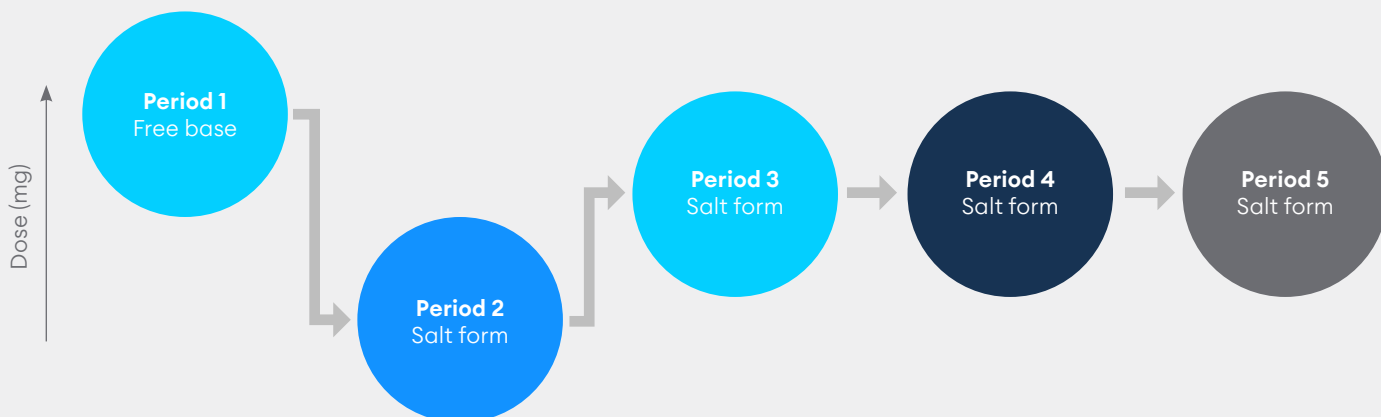 Dose (mg)
Period 1
Free base
Period 2
Salt form
Period 3
Salt form
Period 4
Salt form
Period 5
Salt form